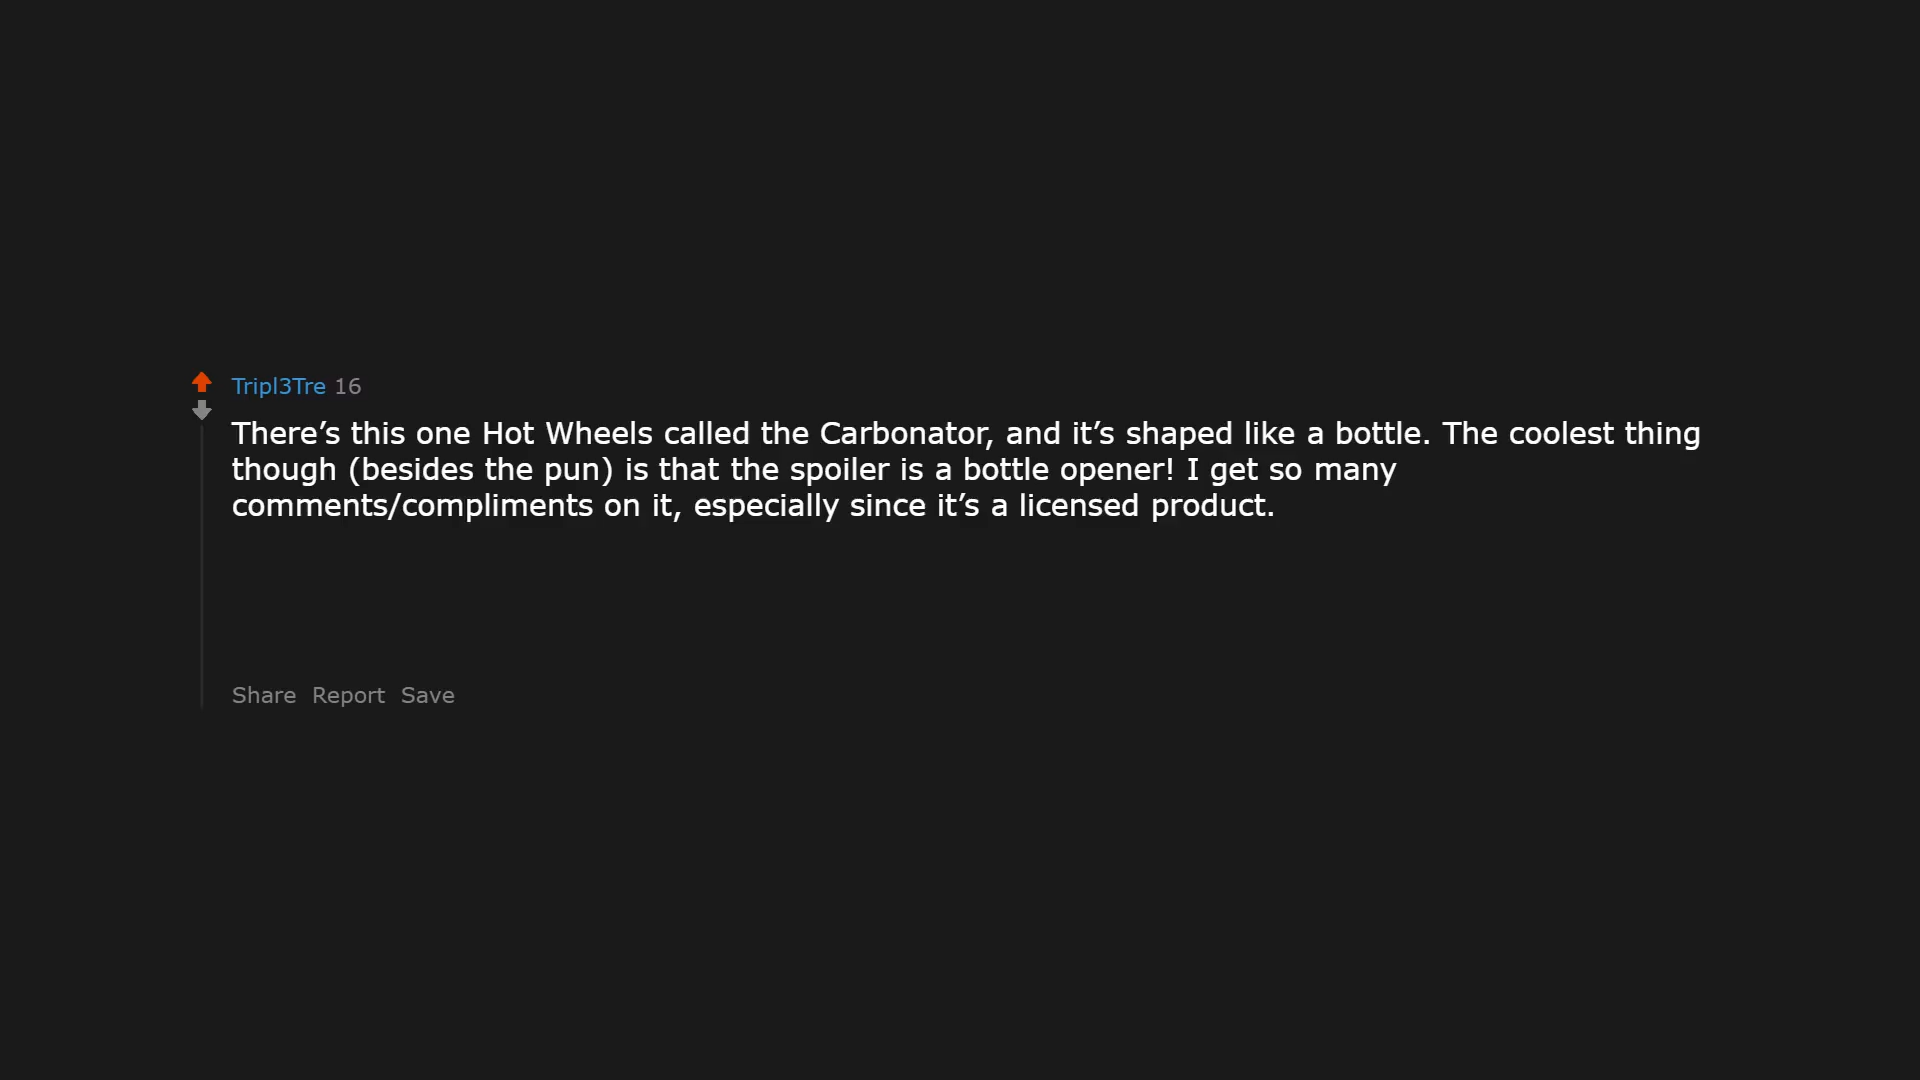 Tripl3Tre 16
There’s this one Hot Wheels called the Carbonator, and it’s shaped like a bottle. The coolest thing
though (besides the pun) is that the spoiler is a bottle opener! I get so many
comments/compliments on it, especially since it’s a licensed product.
Share Report Save